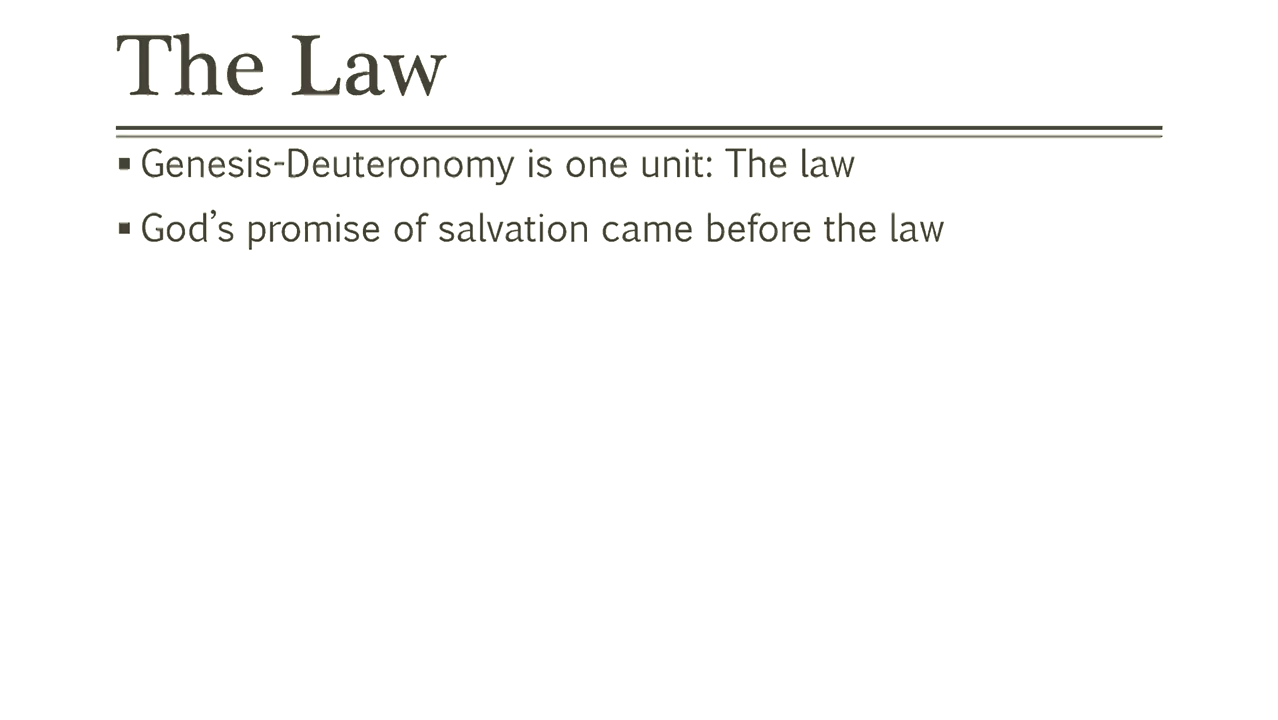 The Law
▪ Genesis-Deuteronomy is one unit: The law
▪ God’s promise of salvation came before the law